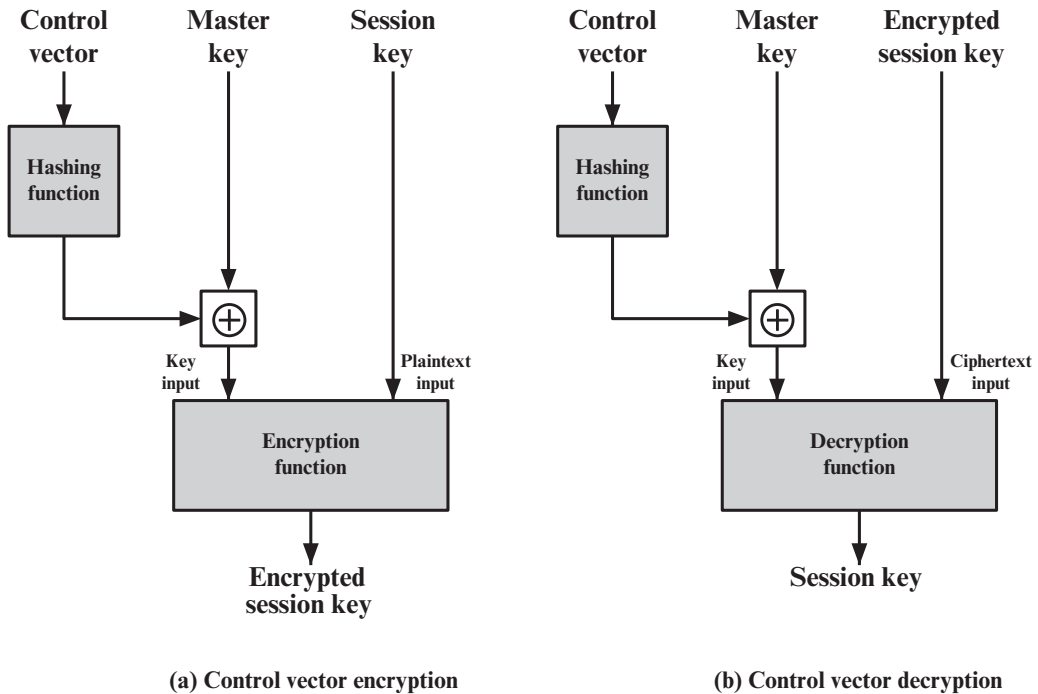 Control
vector
Master
key
Session
key
Hashing
function
Key
input
Plaintext
input
Encryption
function
Encrypted
session key
(a) Control vector encryption
Control
vector
Master
key
Encrypted
session key
Hashing
function
Key
input
Ciphertext
input
Decryption
function
Session key
(b) Control vector decryption